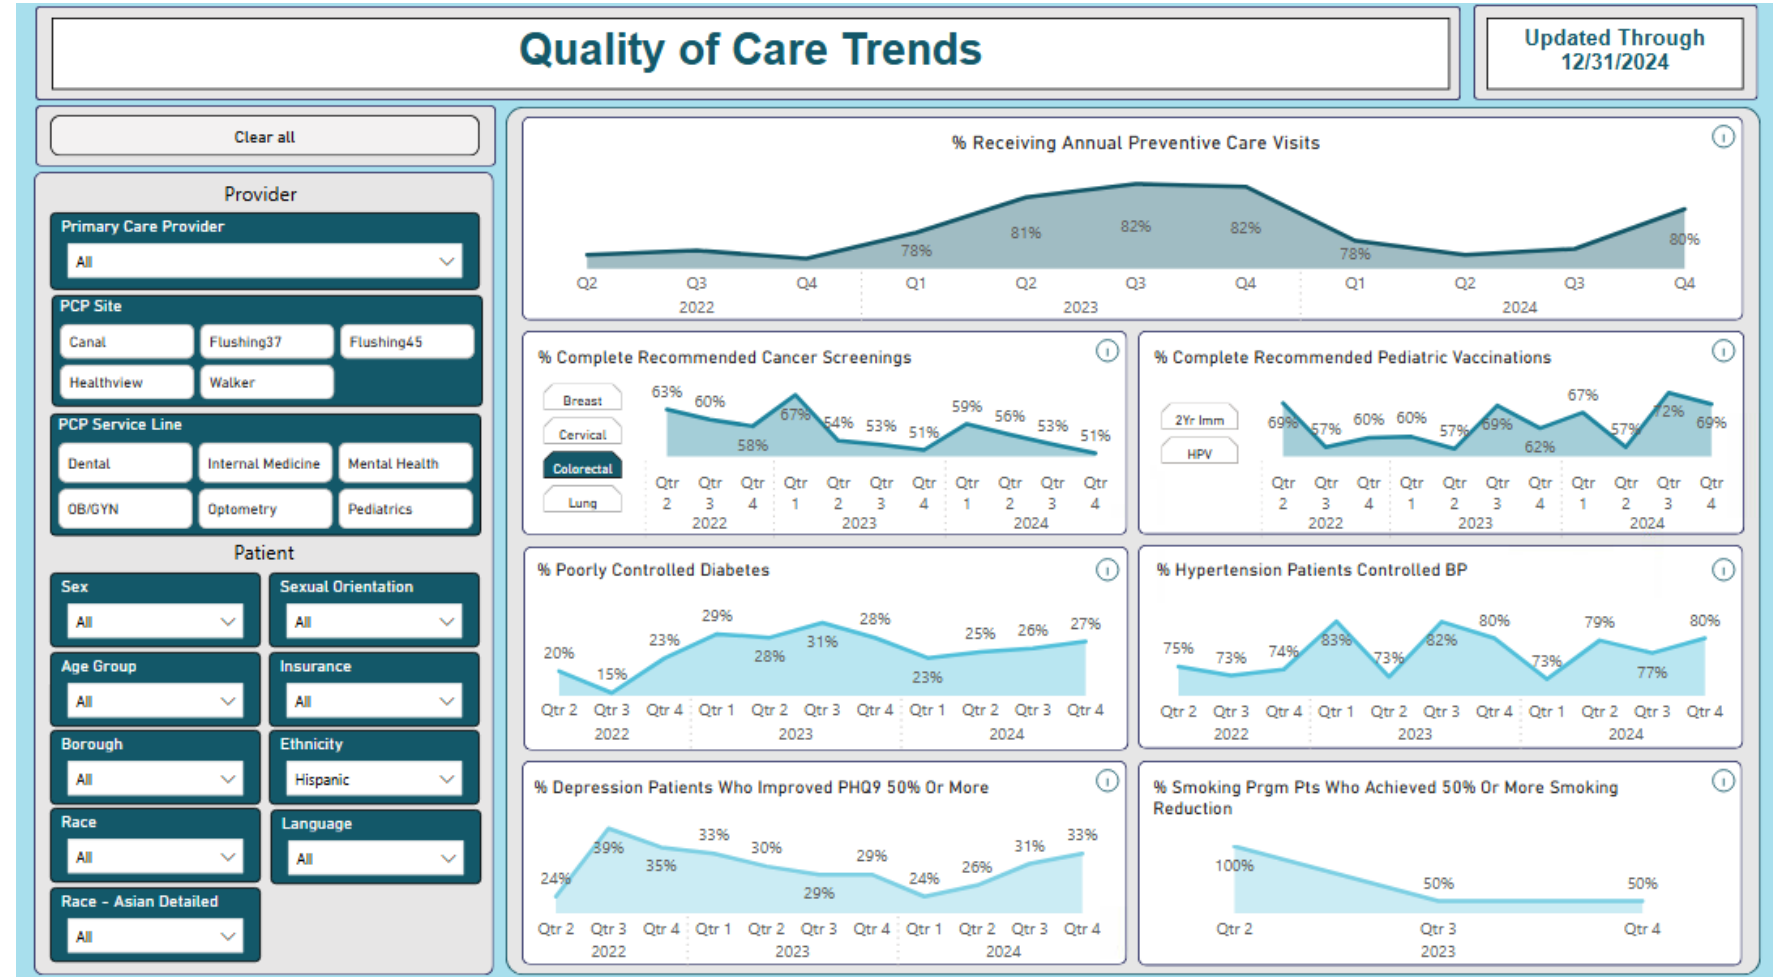 Quality of Care Trends
Updated Through
12/31/2024
Clear all
Provider
Primary Care Provider
All
PCP Site
Canal
Flushing37
Flushing45
Healthview
Walker
PCP Service Line
Dental
Internal Medicine
Mental Health
OB/GYN
Optometry
Pediatrics
Patient
Sex
All
Sexual Orientation
All
Age Group
All
Insurance
All
Borough
All
Ethnicity
Hispanic
Race
All
Language
All
Race - Asian Detailed
All
% Receiving Annual Preventive Care Visits
78% 81% 82% 82% 78% 80%
Q2 Q3 Q4 Q1 Q2 Q3 Q4 Q1 Q2 Q3 Q4
2022 2023 2024
% Complete Recommended Cancer Screenings
Breast
Cervical
Colorectal
Lung
63% 60% 58% 67% 54% 53% 51% 59% 56% 53% 51%
Qtr Qtr Qtr Qtr Qtr Qtr Qtr Qtr Qtr Qtr Qtr
2 3 4 1 2 3 4 1 2 3 4
2022 2023 2024
% Complete Recommended Pediatric Vaccinations
2Yr Imm
HPV
69% 57% 60% 60% 57% 69% 62% 67% 57% 72% 69%
Qtr Qtr Qtr Qtr Qtr Qtr Qtr Qtr Qtr Qtr Qtr
2 3 4 1 2 3 4 1 2 3 4
2022 2023 2024
% Poorly Controlled Diabetes
20% 15% 23% 29% 28% 31% 28% 23% 25% 26% 27%
Qtr 2 Qtr 3 Qtr 4 Qtr 1 Qtr 2 Qtr 3 Qtr 4 Qtr 1 Qtr 2 Qtr 3 Qtr 4
2022 2023 2024
% Hypertension Patients Controlled BP
75% 73% 74% 83% 73% 82% 80% 73% 79% 77% 80%
Qtr 2 Qtr 3 Qtr 4 Qtr 1 Qtr 2 Qtr 3 Qtr 4 Qtr 1 Qtr 2 Qtr 3 Qtr 4
2022 2023 2024
% Depression Patients Who Improved PHQ9 50% Or More
24% 39% 35% 33% 30% 29% 29% 24% 26% 31% 33%
Qtr 2 Qtr 3 Qtr 4 Qtr 1 Qtr 2 Qtr 3 Qtr 4 Qtr 1 Qtr 2 Qtr 3 Qtr 4
2022 2023 2024
% Smoking Prgm Pts Who Achieved 50% Or More Smoking
Reduction
100% 50% 50%
Qtr 2 Qtr 3 Qtr 4
2023